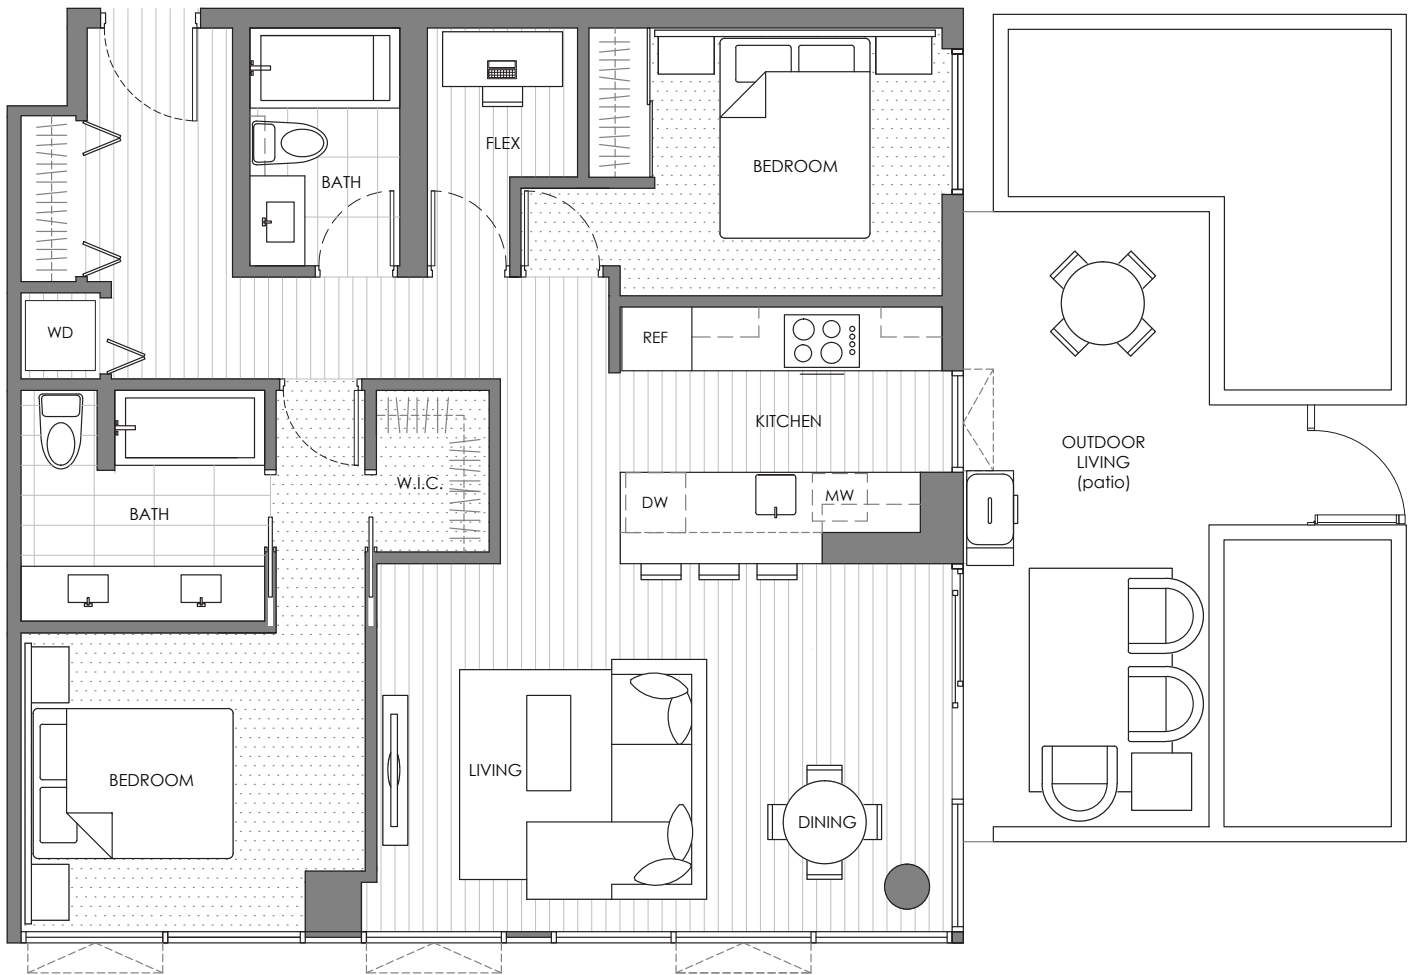 FLEX
BEDROOM
BATH
WD
REF
KITCHEN
OUTDOOR
LIVING
(patio)
W.I.C.
DW
MW
BATH
LIVING
BEDROOM
DINING